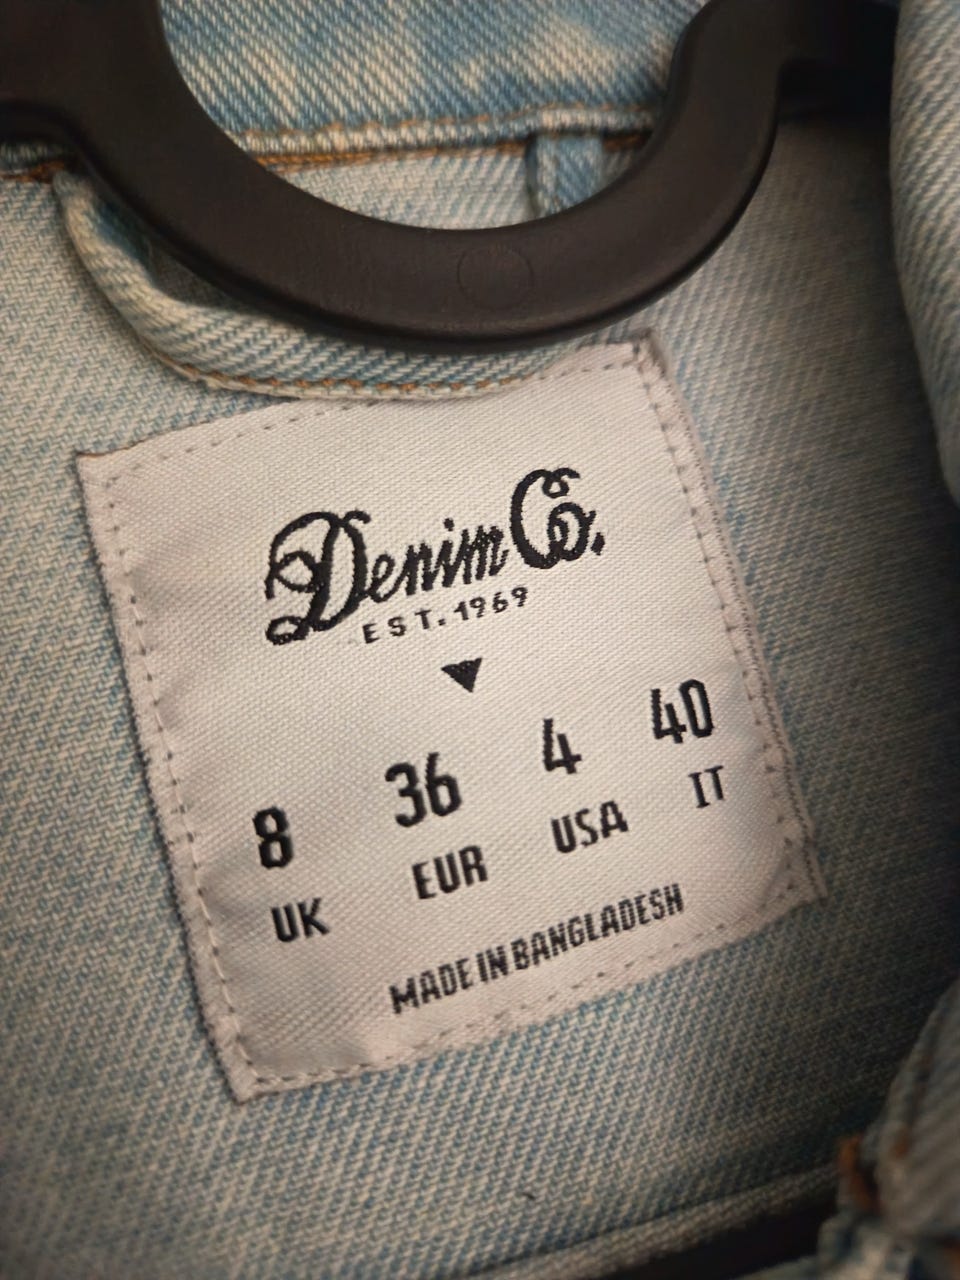 Denim Co.
EST. 1969
8 36 4 40
UK EUR USA IT
MADE IN BANGLADESH